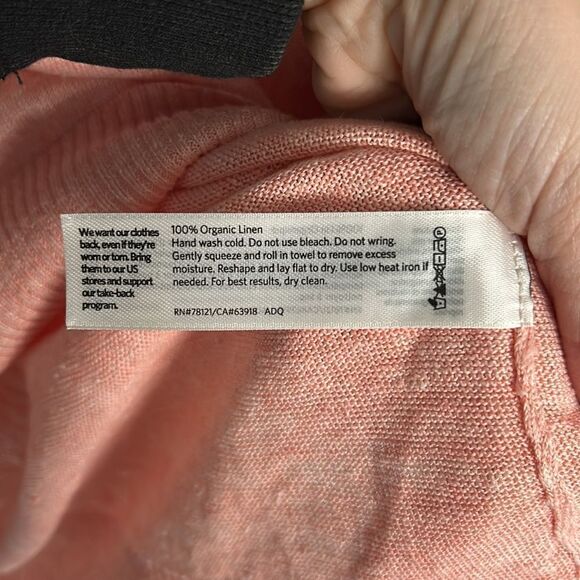 We want our clothes
back, even if they're
worn or torn. Bring
them to our US
stores and support
our take-back
program.
100% Organic Linen
Hand wash cold. Do not use bleach. Do not wring.
Gently squeeze and roll in towel to remove excess
moisture. Reshape and lay flat to dry. Use low heat iron if
needed. For best results, dry clean.
RN#78121/CA#63918 ADQ